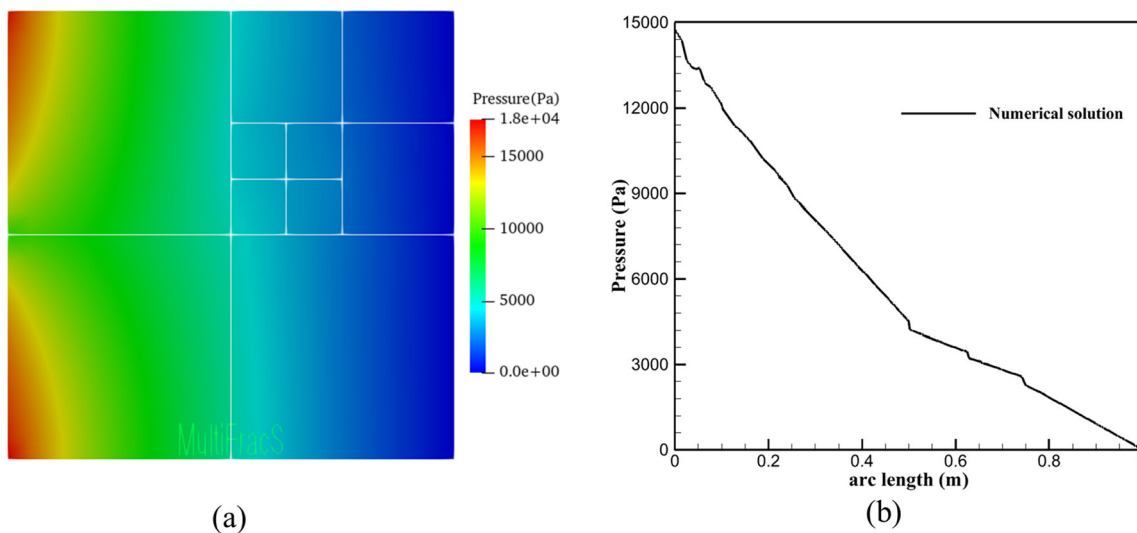 Pressure(Pa)
1.8e+04
15000
10000
5000
0.0e+00
MultiFracS
(a)
15000
12000
9000
6000
3000
0
Pressure (Pa)
Numerical solution
0 0.2 0.4 0.6 0.8
arc length (m)
(b)